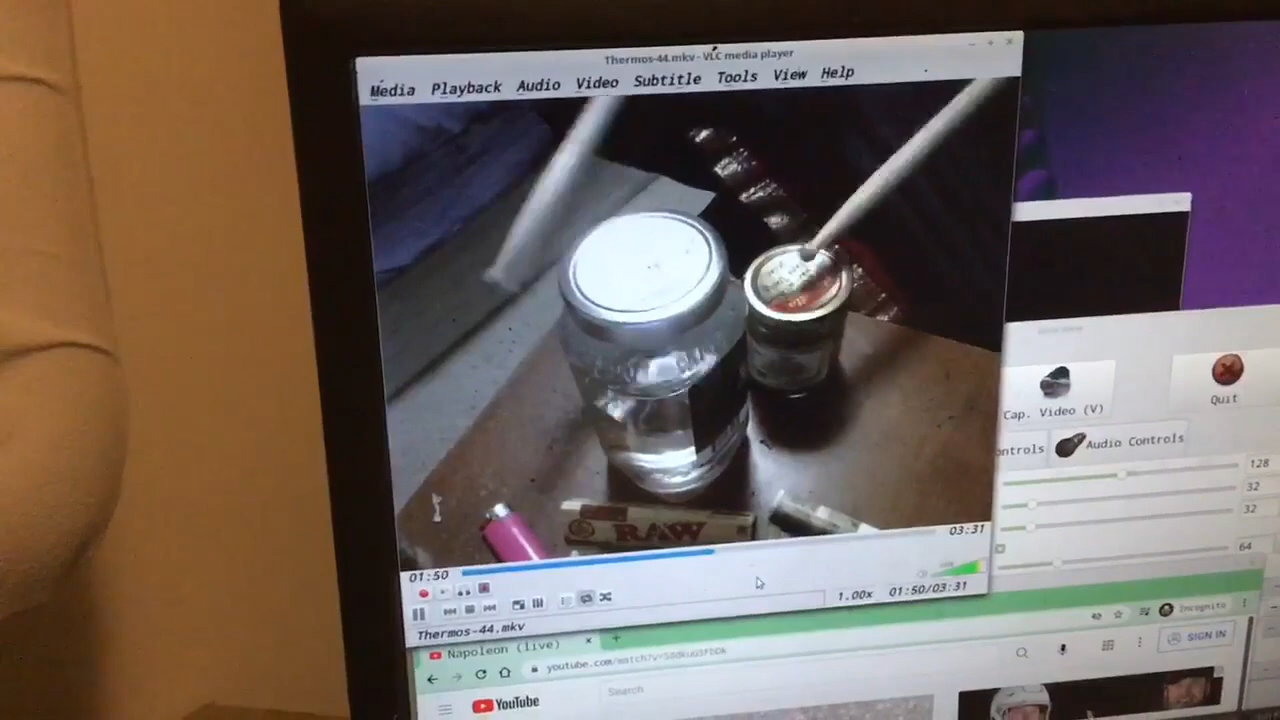 Thermos-44.mkv - VLC media player
Media Playback Audio Video Subtitle Tools View Help
RAW
Cap. Video (V)
Quit
ontrols
Audio Controls
128
32
32
64
01:50
03:31
1.00x
01:50/03:31
Thermos-44.mkv
Napoleon (live)
Incognito
SIGN IN
YouTube
Search